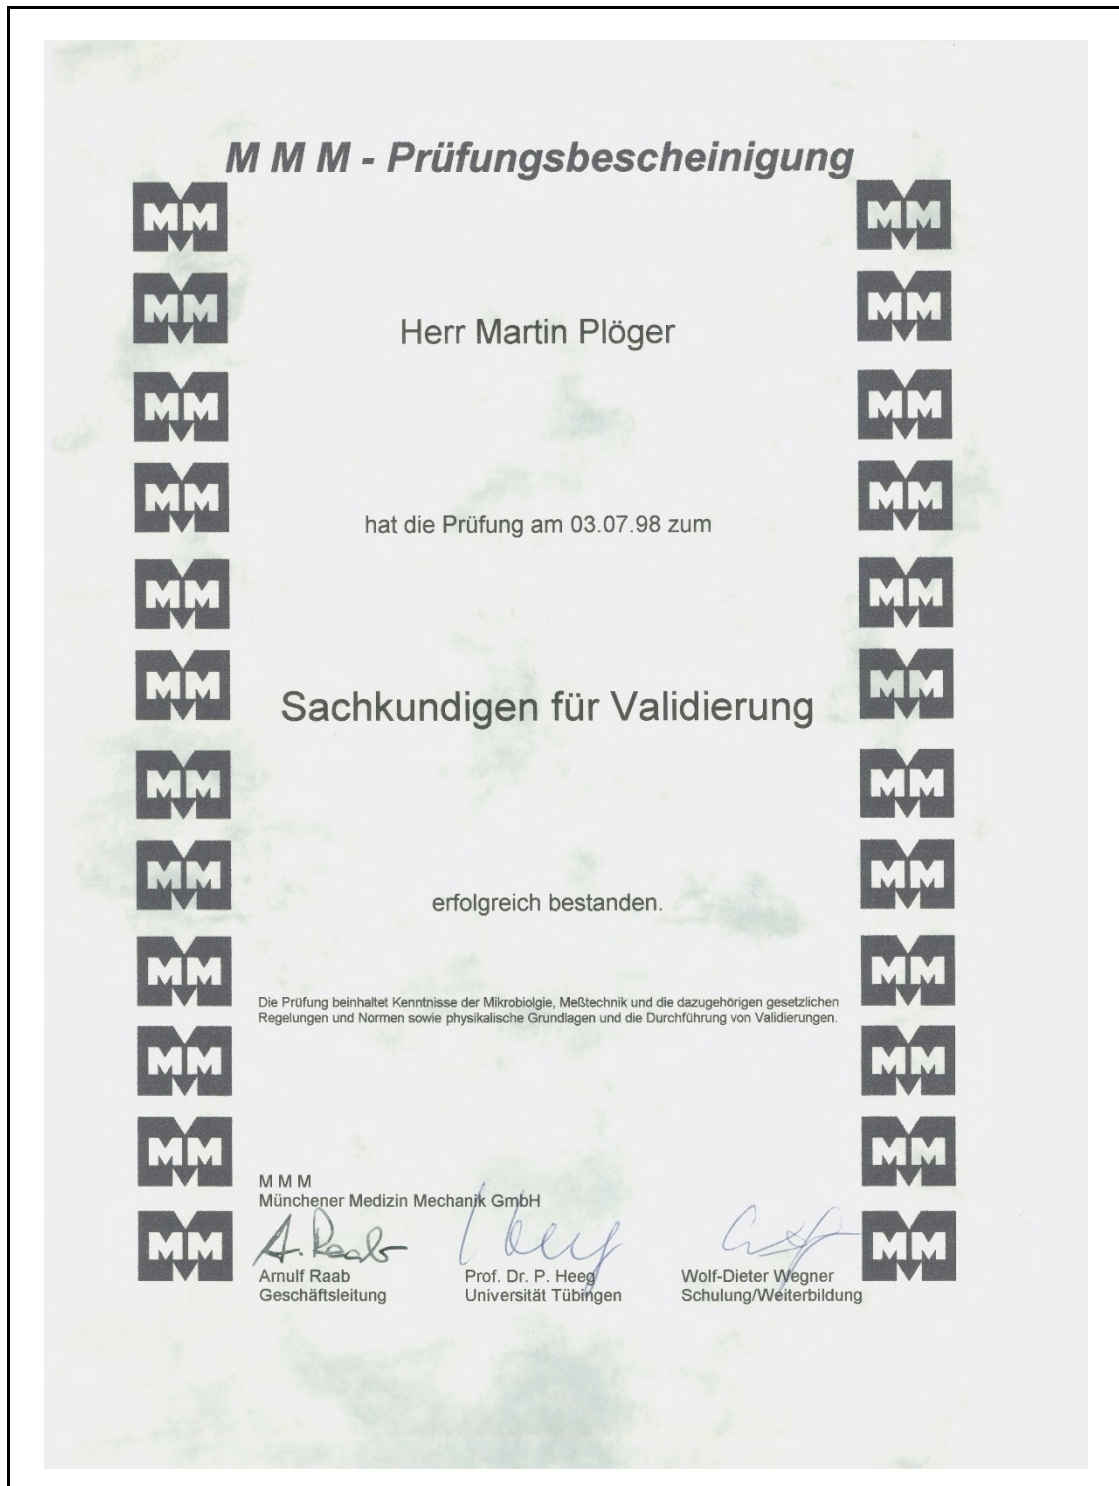 M M M - Prüfungsbescheinigung
Herr Martin Plöger
hat die Prüfung am 03.07.98 zum
Sachkundigen für Validierung
erfolgreich bestanden.
Die Prüfung beinhaltet Kenntnisse der Mikrobiolgie, Meßtechnik und die dazugehörigen gesetzlichen
Regelungen und Normen sowie physikalische Grundlagen und die Durchführung von Validierungen.
M M M
Münchener Medizin Mechanik GmbH
A. Raab
Heeg
Arnulf Raab
Prof. Dr. P. Heeg
Wolf-Dieter Wegner
Geschäftsleitung
Universität Tübingen
Schulung/Weiterbildung